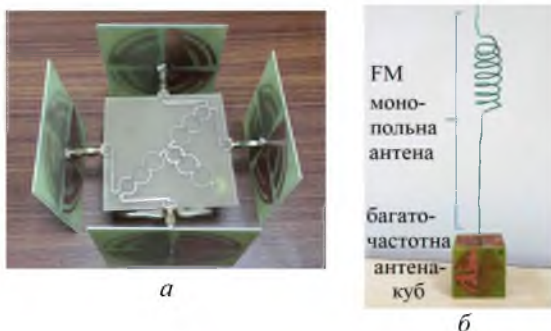 FM
моно-
польна
антена
багато-
частотна
антена-
куб
а
б